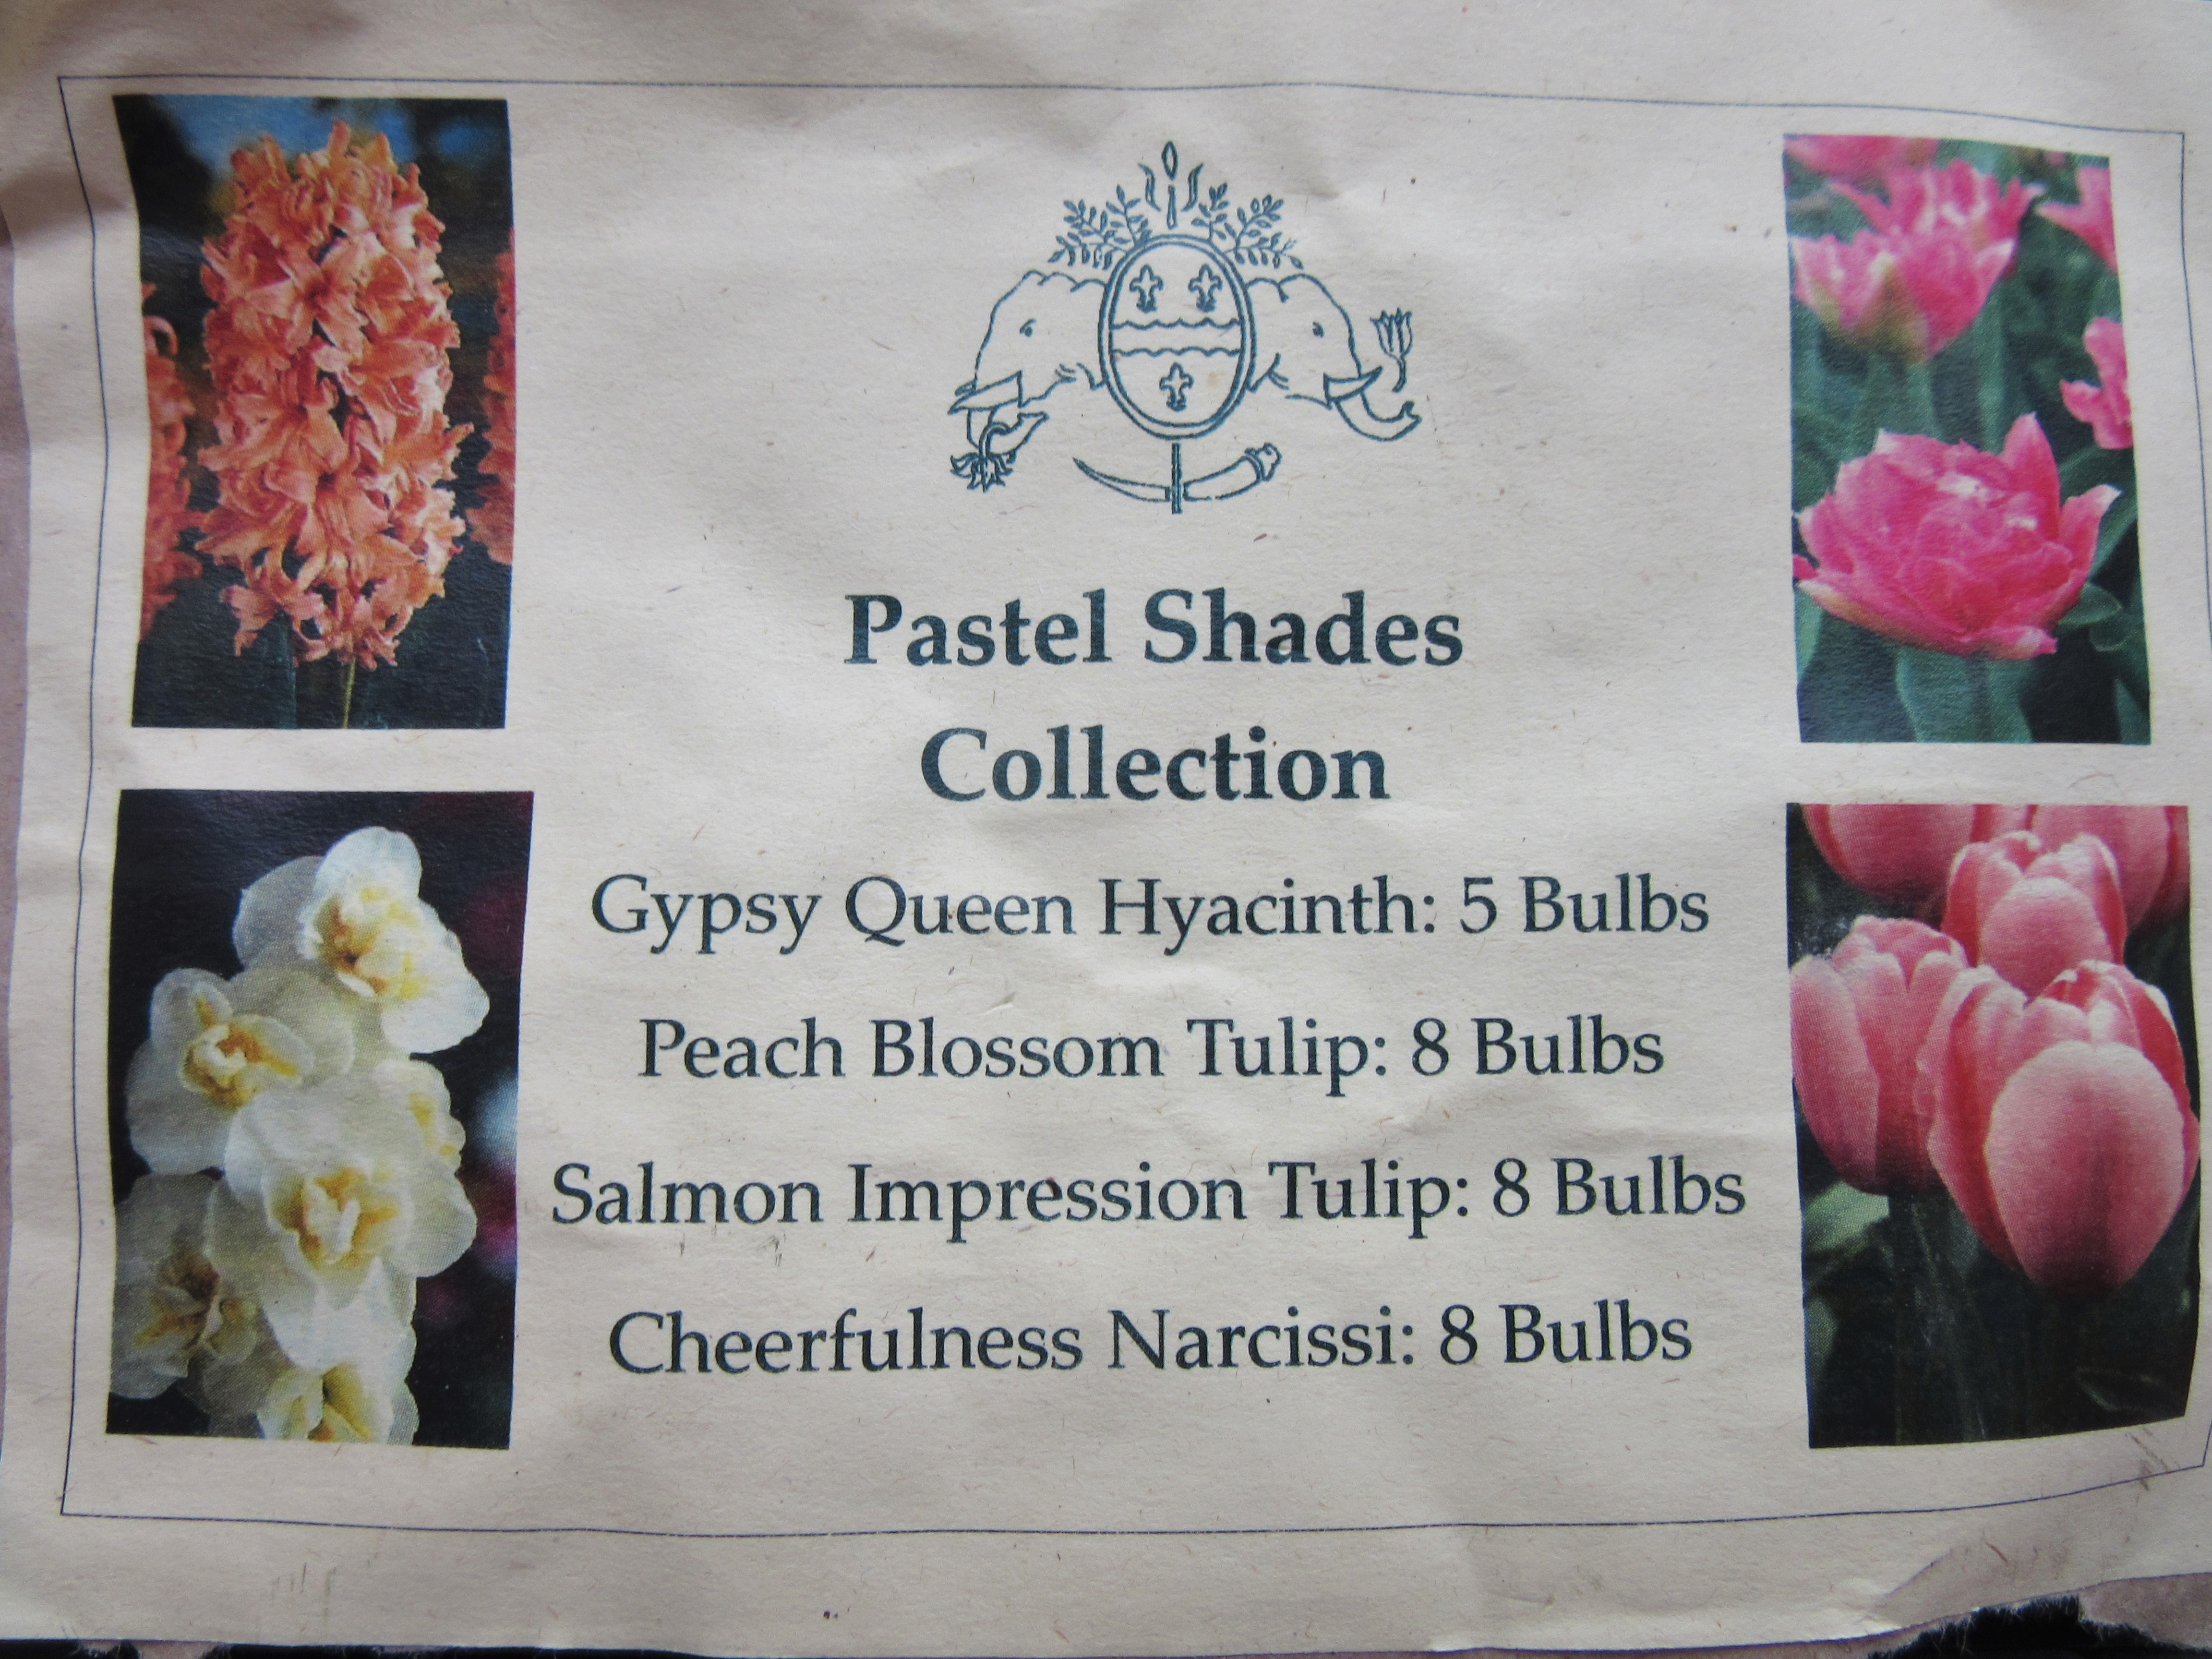 Pastel Shades
Collection
Gypsy Queen Hyacinth: 5 Bulbs
Peach Blossom Tulip: 8 Bulbs
Salmon Impression Tulip: 8 Bulbs
Cheerfulness Narcissi: 8 Bulbs